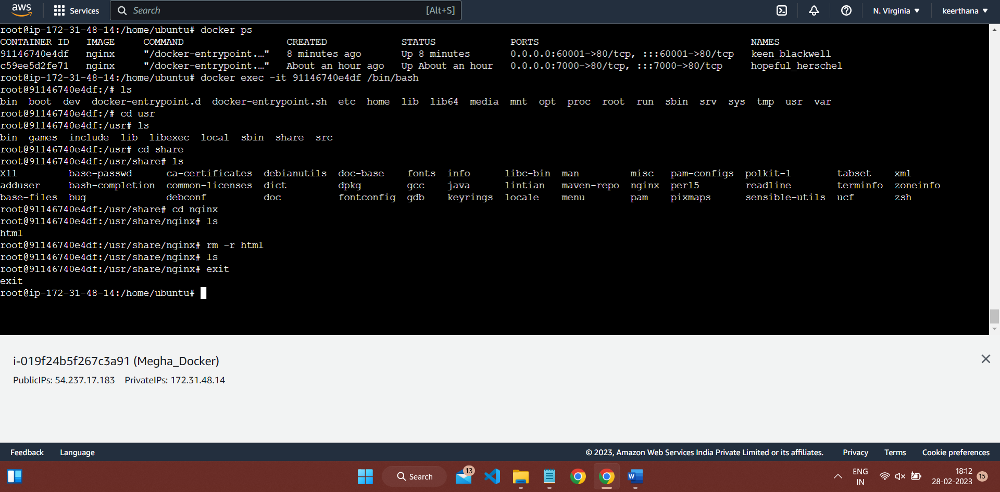 aws Services Search [Alt+S] N. Virginia ▼ keerthana ▼
root@ip-172-31-48-14:/home/ubuntu# docker ps
CONTAINER ID   IMAGE     COMMAND                  CREATED             STATUS             PORTS                                     NAMES
91146740e4df   nginx     "/docker-entrypoint.…"   8 minutes ago       Up 8 minutes       0.0.0.0:60001->80/tcp, :::60001->80/tcp   keen_blackwell
c59ee5d2fe71   nginx     "/docker-entrypoint.…"   About an hour ago   Up About an hour   0.0.0.0:7000->80/tcp, :::7000->80/tcp     hopeful_herschel
root@ip-172-31-48-14:/home/ubuntu# docker exec -it 91146740e4df /bin/bash
root@91146740e4df:/# ls
bin  boot  dev  docker-entrypoint.d  docker-entrypoint.sh  etc  home  lib  lib64  media  mnt  opt  proc  root  run  sbin  srv  sys  tmp  usr  var
root@91146740e4df:/# cd usr
root@91146740e4df:/usr# ls
bin  games  include  lib  libexec  local  sbin  share  src
root@91146740e4df:/usr# cd share
root@91146740e4df:/usr/share# ls
X11         base-passwd      ca-certificates  debianutils  doc-base    fonts  info      libc-bin  man         misc   pam-configs  polkit-1        tabset    xml
adduser     bash-completion  common-licenses  dict         dpkg        gcc    java      lintian   maven-repo  nginx  perl5        readline        terminfo  zoneinfo
base-files  bug              debconf          doc          fontconfig  gdb    keyrings  locale    menu        pam    pixmaps      sensible-utils  ucf       zsh
root@91146740e4df:/usr/share# cd nginx
root@91146740e4df:/usr/share/nginx# ls
html
root@91146740e4df:/usr/share/nginx# rm -r html
root@91146740e4df:/usr/share/nginx# ls
root@91146740e4df:/usr/share/nginx# exit
exit
root@ip-172-31-48-14:/home/ubuntu#
i-019f24b5f267c3a91 (Megha_Docker)
PublicIPs: 54.237.17.183 PrivateIPs: 172.31.48.14
Feedback Language © 2023, Amazon Web Services India Private Limited or its affiliates. Privacy Terms Cookie preferences
Search 13 W ENG 18:12 15
IN 28-02-2023